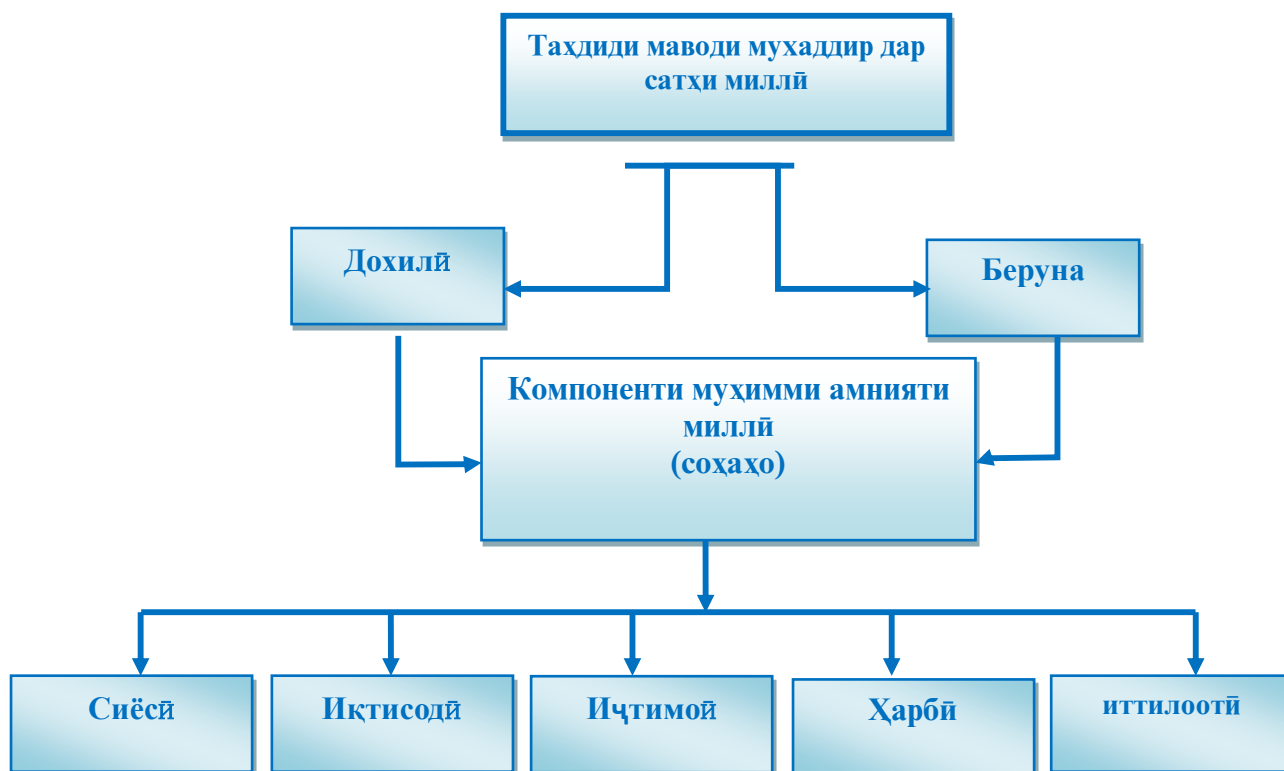 Таҳдиди маводи мухаддир дар
сатҳи миллӣ
Дохилӣ
Беруна
Компоненти муҳимми амнияти
миллӣ
(соҳаҳо)
Сиёсӣ
Иқтисодӣ
Иҷтимоӣ
Ҳарбӣ
иттилоотӣ